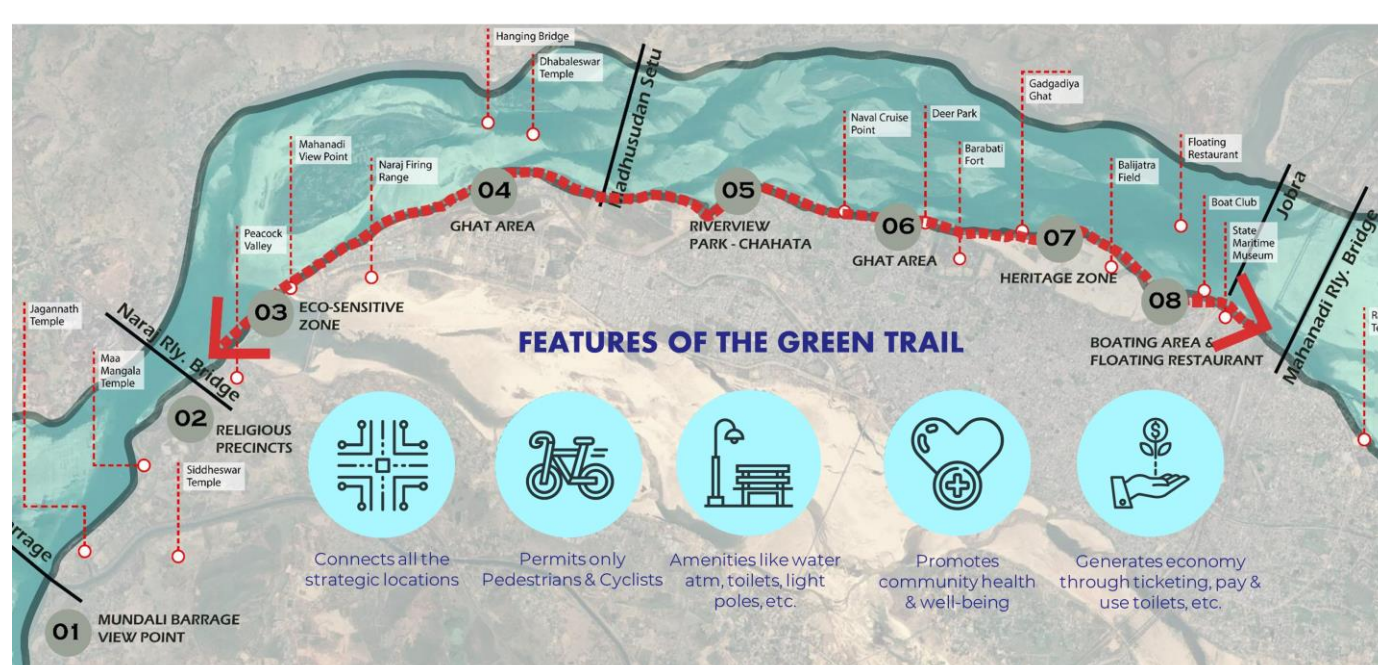 Hanging Bridge
Dhabaleswar
Temple
Madhusudan Setu
Mahanadi
View Point
Naraj Firing
Range
Naval Cruise
Point
Deer Park
Barabati
Fort
Gadgadiya
Ghat
Balijatra
Field
Floating
Restaurant
Boat Club
State
Maritime
Museum
Jobra
Mahanadi Rly. Bridge
Peacock
Valley
Jagannath
Temple
Maa
Mangala
Temple
Naraj Rly. Bridge
Siddheswar
Temple
01
MUNDALI BARRAGE
VIEW POINT
02
RELIGIOUS
PRECINCTS
03
ECO-SENSITIVE
ZONE
04
GHAT AREA
05
RIVERVIEW
PARK - CHAHATA
06
GHAT AREA
07
HERITAGE ZONE
08
BOATING AREA &
FLOATING RESTAURANT
FEATURES OF THE GREEN TRAIL
Connects all the
strategic locations
Permits only
Pedestrians & Cyclists
Amenities like water
atm, toilets, light
poles, etc.
Promotes
community health
& well-being
Generates economy
through ticketing, pay &
use toilets, etc.